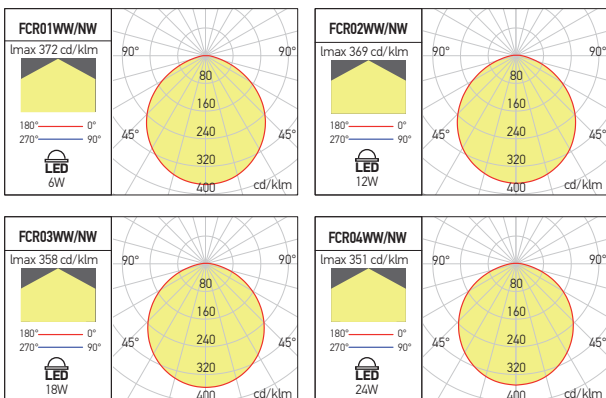 FCR01WW/NW
Imax 372 cd/klm
180° 0°
270° 90°
LED
6W
90° 90°
80
160
45° 240 45°
320
400 cd/klm
FCR02WW/NW
Imax 369 cd/klm
180° 0°
270° 90°
LED
12W
90° 90°
80
160
45° 240 45°
320
400 cd/klm
FCR03WW/NW
Imax 358 cd/klm
180° 0°
270° 90°
LED
18W
90° 90°
80
160
45° 240 45°
320
400 cd/klm
FCR04WW/NW
Imax 351 cd/klm
180° 0°
270° 90°
LED
24W
90° 90°
80
160
45° 240 45°
320
400 cd/klm